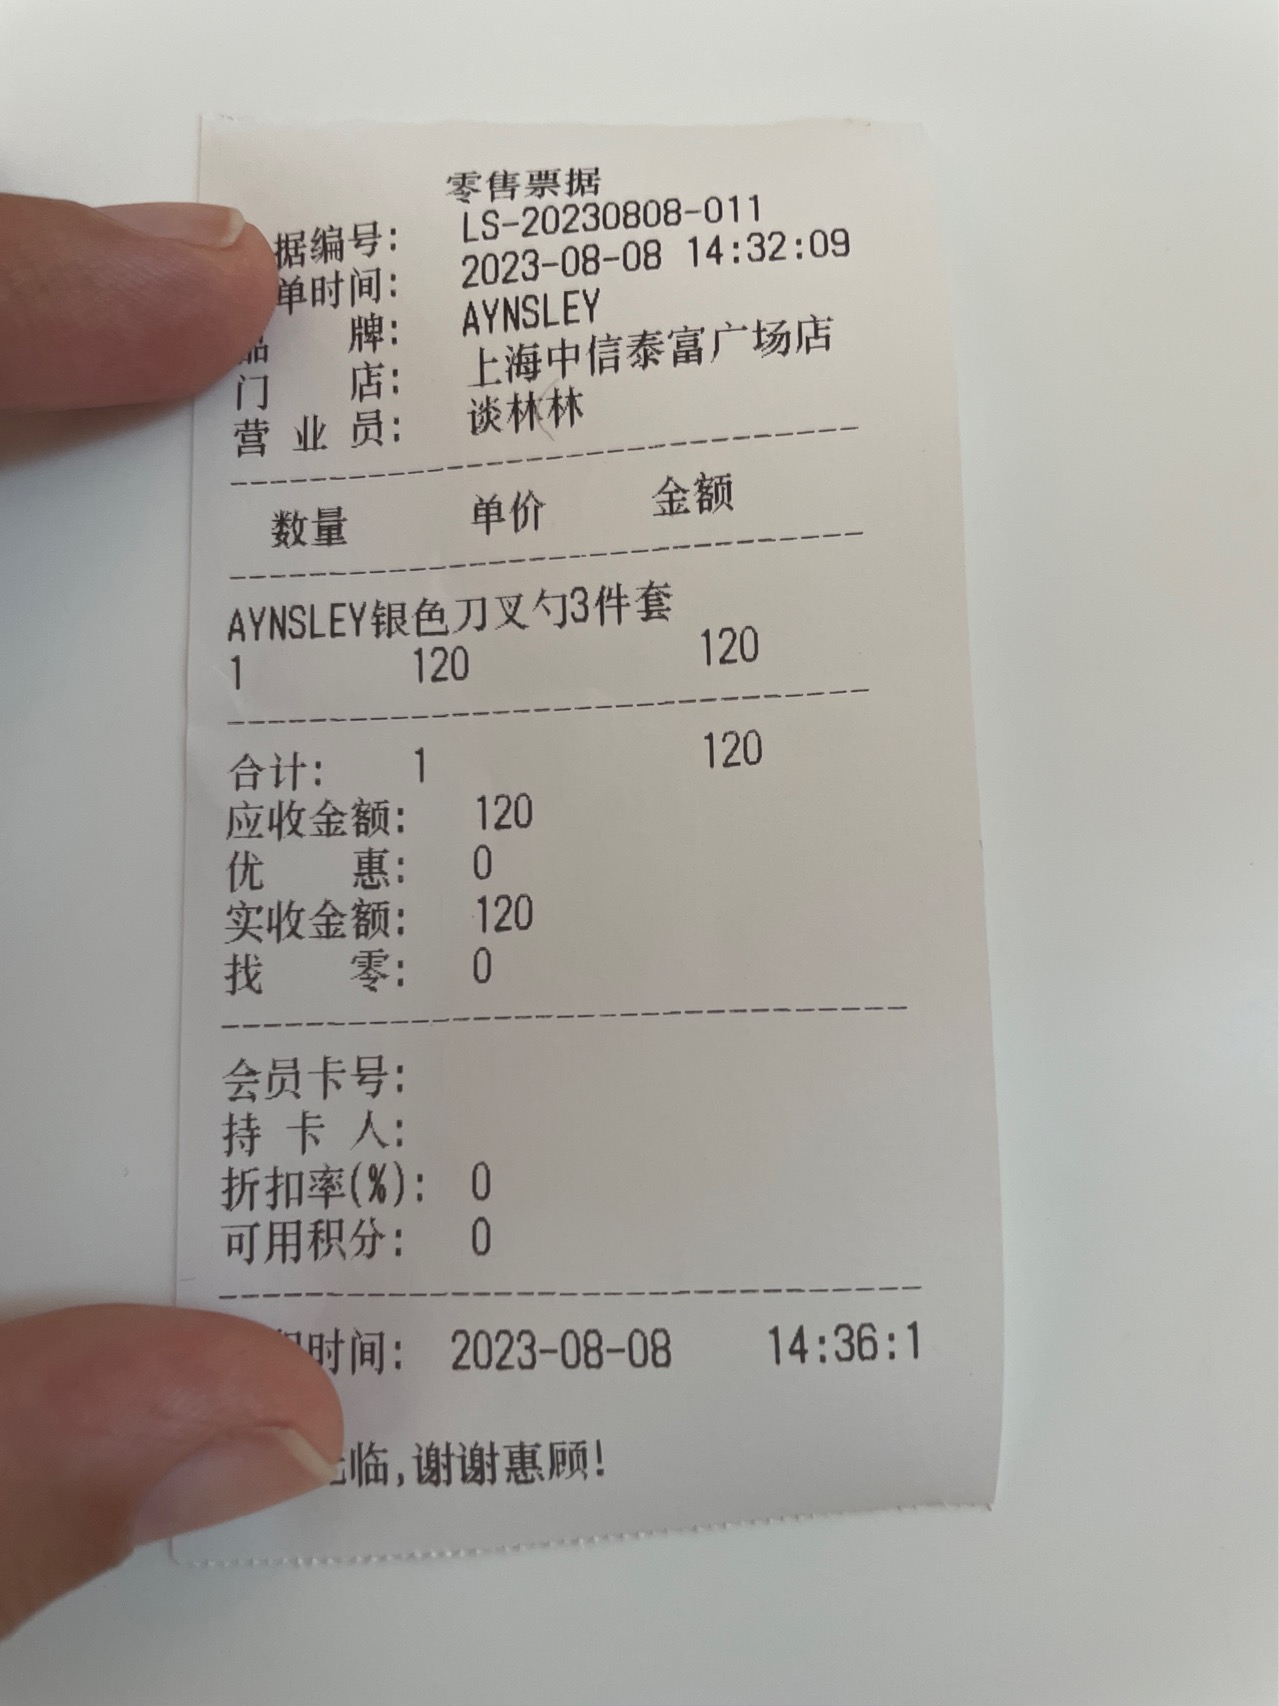 零售票据
据编号: LS-20230808-011
单时间: 2023-08-08 14:32:09
品 牌: AYNSLEY
门 店: 上海中信泰富广场店
营 业 员: 谈林林
数量 单价 金额
AYNSLEY银色刀叉勺3件套
1 120 120
合计: 1 120
应收金额: 120
优 惠: 0
实收金额: 120
找 零: 0
会员卡号:
持 卡 人:
折扣率(%): 0
可用积分: 0
时间: 2023-08-08 14:36:1
临,谢谢惠顾!